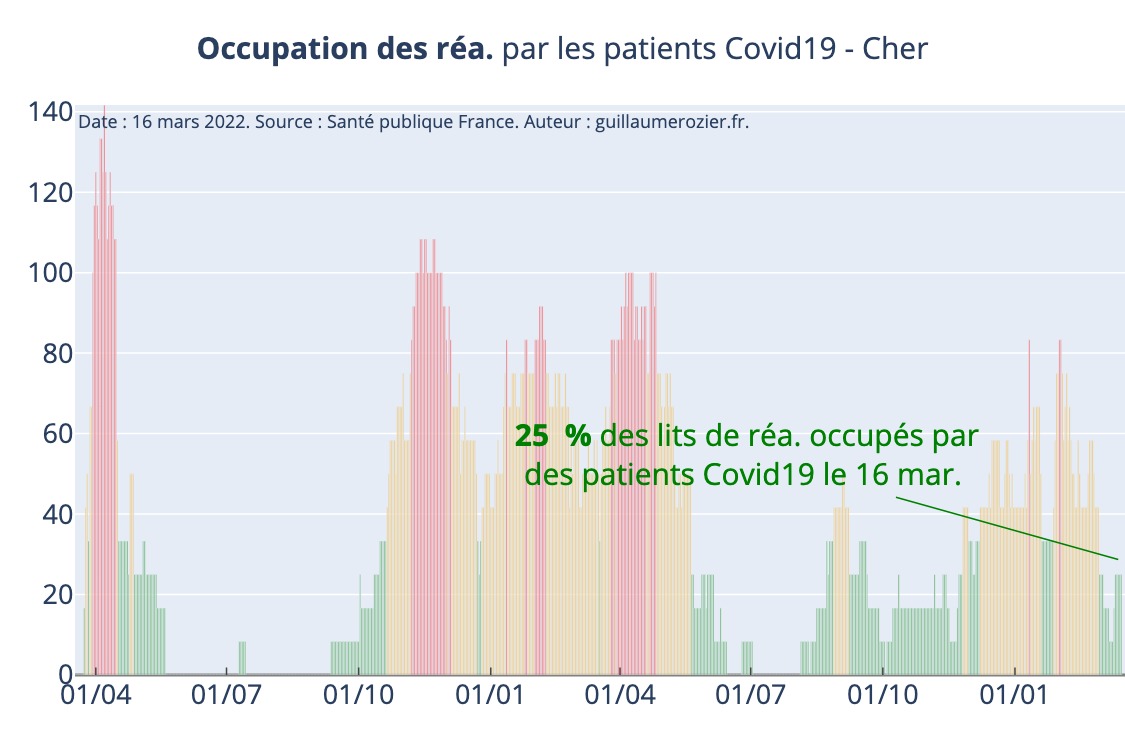 Occupation des réa. par les patients Covid19 - Cher
140
Date : 16 mars 2022. Source : Santé publique France. Auteur : guillaumerozier.fr.
120
100
80
60
25 % des lits de réa. occupés par
des patients Covid19 le 16 mar.
40
20
0
01/04 01/07 01/10 01/01 01/04 01/07 01/10 01/01